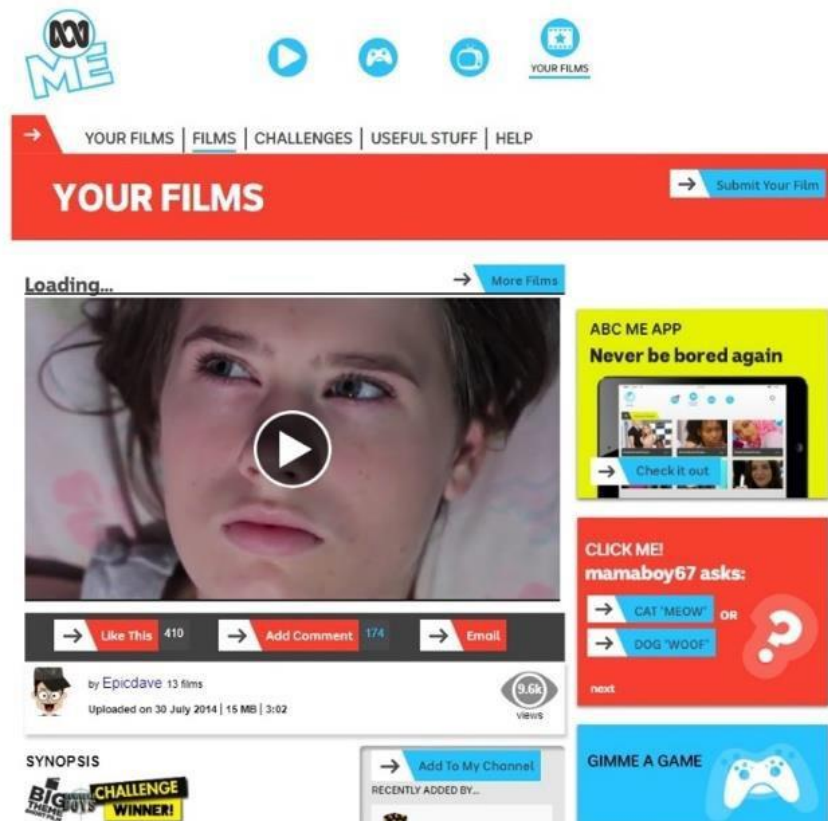 ABC
ME
YOUR FILMS
YOUR FILMS | FILMS | CHALLENGES | USEFUL STUFF | HELP
YOUR FILMS
Submit Your Film
Loading...
More Films
ABC ME APP
Never be bored again
Check it out
CLICK ME!
mamaboy67 asks:
CAT "MEOW" OR
DOG "WOOF"
next
Like This 410
Add Comment 174
Email
by Epicdave 13 films
Uploaded on 30 July 2014 | 15 MB | 3:02
9.6k
views
SYNOPSIS
BIG
THEME
CHALLENGE
WINNER!
Add To My Channel
RECENTLY ADDED BY...
GIMME A GAME